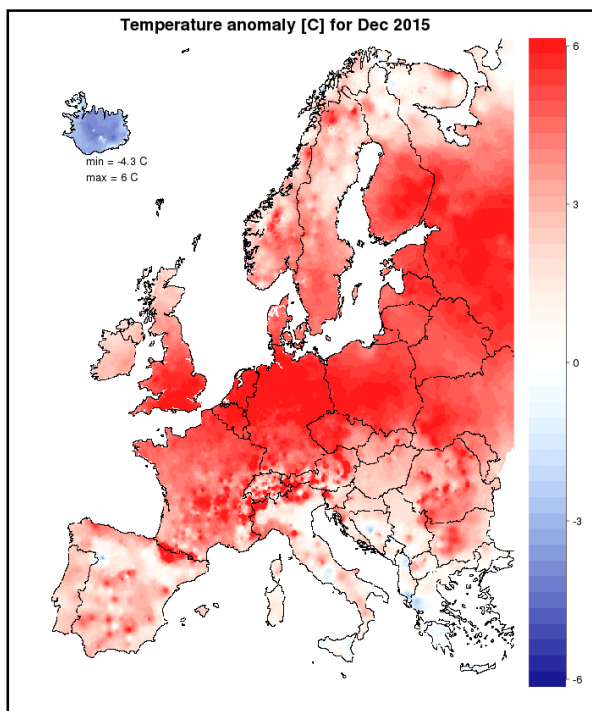 Temperature anomaly [C] for Dec 2015
min = -4.3 C
max = 6 C
6
3
0
-3
-6